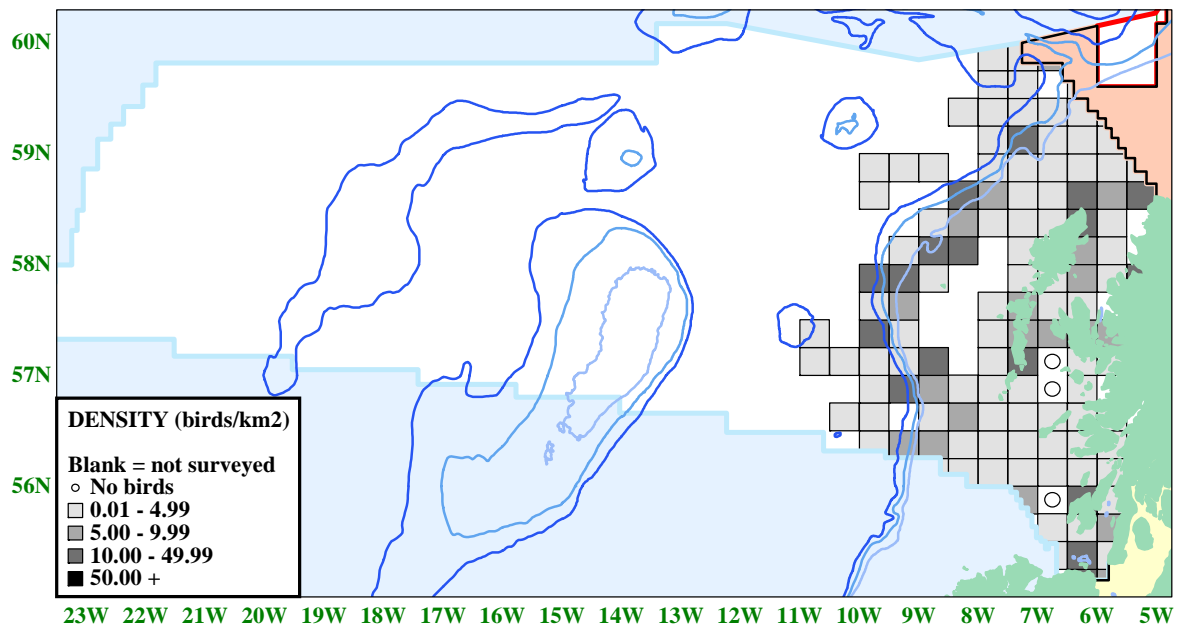 60N
59N
58N
57N
56N
DENSITY (birds/km2)
Blank = not surveyed
No birds
0.01 - 4.99
5.00 - 9.99
10.00 - 49.99
50.00 +
23W 22W 21W 20W 19W 18W 17W 16W 15W 14W 13W 12W 11W 10W 9W 8W 7W 6W 5W